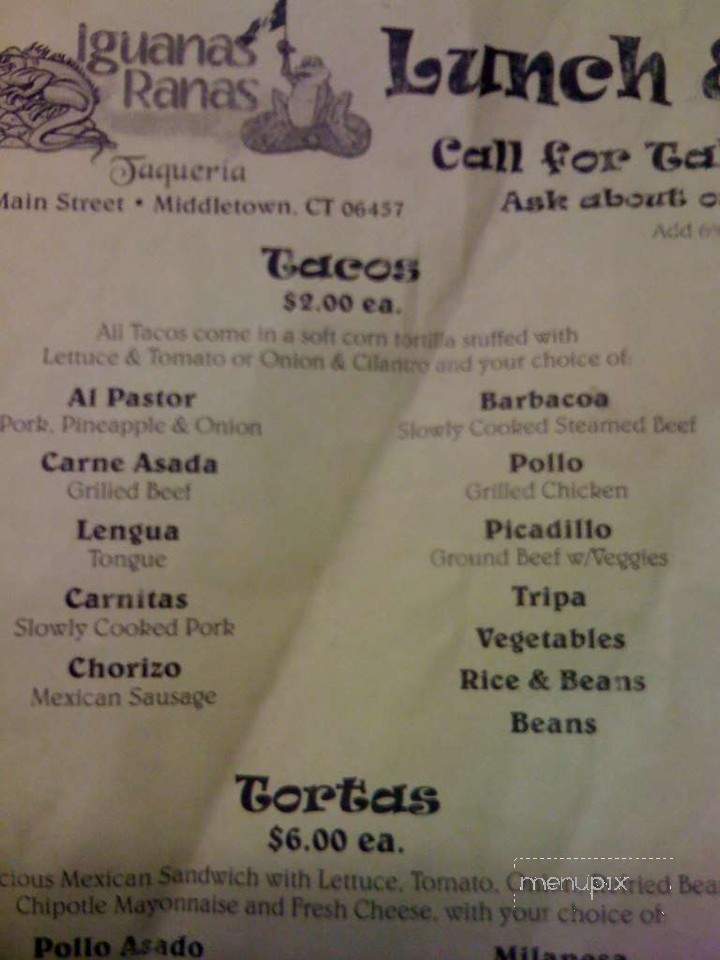 Iguanas
Ranas
Taqueria
Main Street • Middletown, CT 06457
Lunch &
Call for
Ask about
Add 6%
Tacos
$2.00 ea.
All Tacos come in a soft corn tortilla stuffed with
Lettuce & Tomato or Onion & Cilantro and your choice of:
Al Pastor
Pork, Pineapple & Onion
Carne Asada
Grilled Beef
Lengua
Tongue
Carnitas
Slowly Cooked Pork
Chorizo
Mexican Sausage
Barbacoa
Slowly Cooked Steamed Beef
Pollo
Grilled Chicken
Picadillo
Ground Beef w/Veggies
Tripa
Vegetables
Rice & Beans
Beans
Tortas
$6.00 ea.
cious Mexican Sandwich with Lettuce, Tomato,
Chipotle Mayonnaise and Fresh Cheese, with your choice of
Pollo Asado
Milanesa
menupix